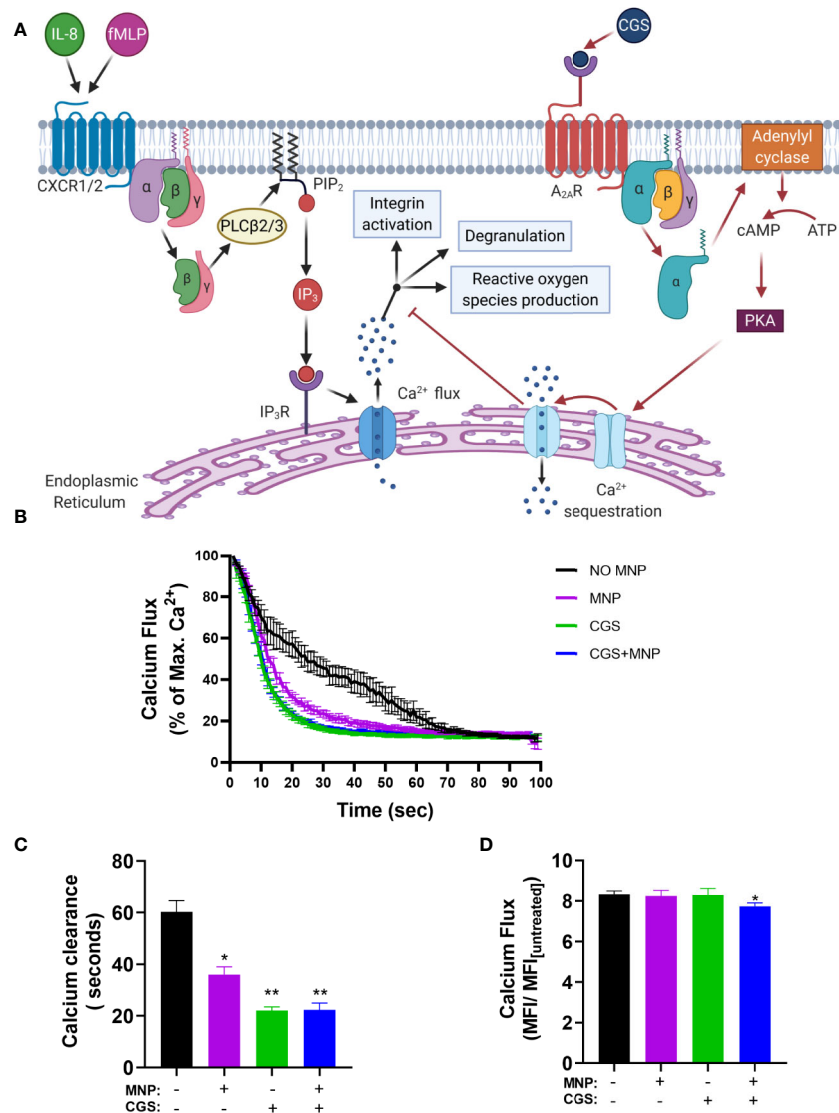 A
IL-8
fMLP
CGS
CXCR1/2
α
β
γ
PIP2
PLCβ2/3
β
γ
IP3
IP3R
Integrin
activation
Degranulation
Reactive oxygen
species production
Ca2+ flux
Endoplasmic
Reticulum
A2AR
α
β
γ
α
Adenylyl
cyclase
cAMP
ATP
PKA
Ca2+
sequestration
B
Calcium Flux
(% of Max. Ca2+)
100
80
60
40
20
0
0 10 20 30 40 50 60 70 80 90 100
Time (sec)
NO MNP
MNP
CGS
CGS+MNP
C
Calcium clearance
( seconds)
80
60
40
20
0
*
**
**
MNP: - + - +
CGS: - - + +
D
Calcium Flux
(MFI/ MFI[untreated])
10
8
6
4
2
0
*
MNP: - + - +
CGS: - - + +